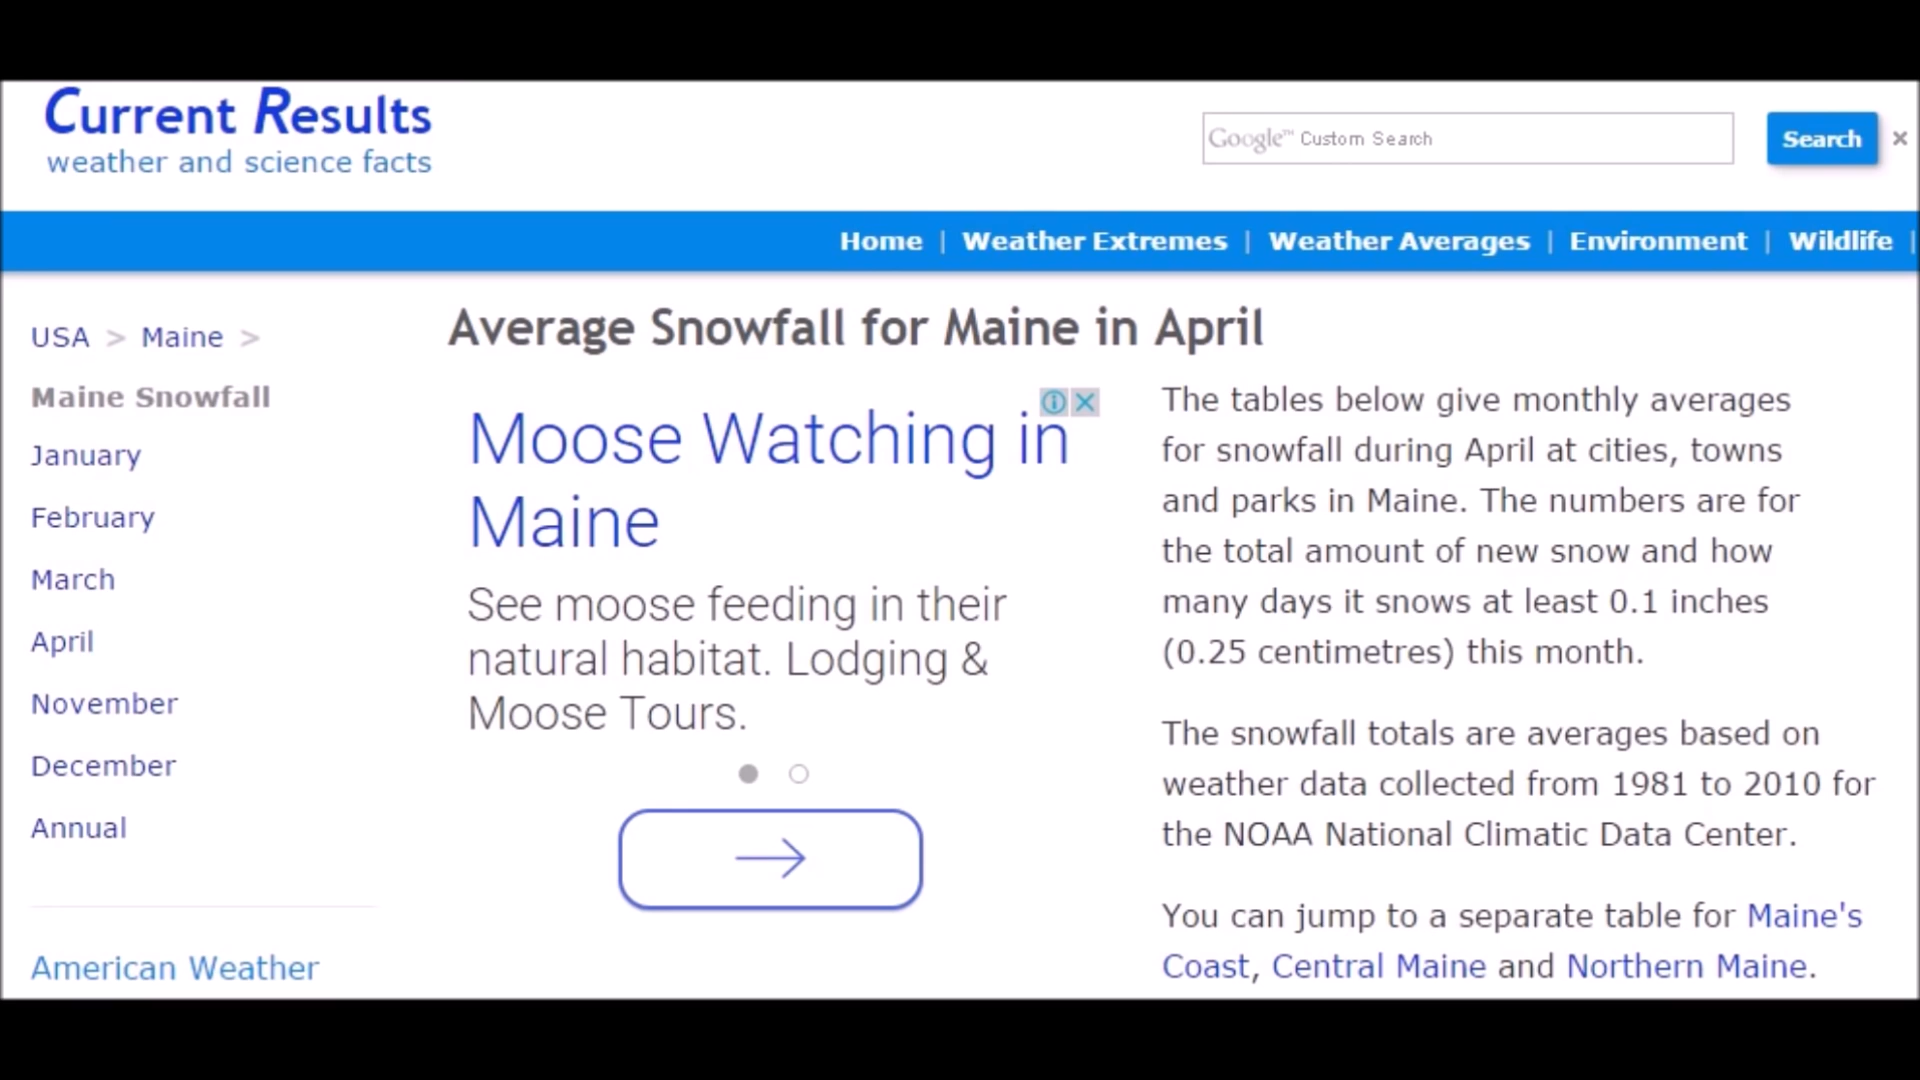 Current Results
weather and science facts
Google™ Custom Search
Search
×
Home | Weather Extremes | Weather Averages | Environment | Wildlife |
USA > Maine >
Maine Snowfall
January
February
March
April
November
December
Annual
American Weather
Average Snowfall for Maine in April
Moose Watching in
Maine
See moose feeding in their
natural habitat. Lodging &
Moose Tours.
The tables below give monthly averages
for snowfall during April at cities, towns
and parks in Maine. The numbers are for
the total amount of new snow and how
many days it snows at least 0.1 inches
(0.25 centimetres) this month.
The snowfall totals are averages based on
weather data collected from 1981 to 2010 for
the NOAA National Climatic Data Center.
You can jump to a separate table for Maine's
Coast, Central Maine and Northern Maine.